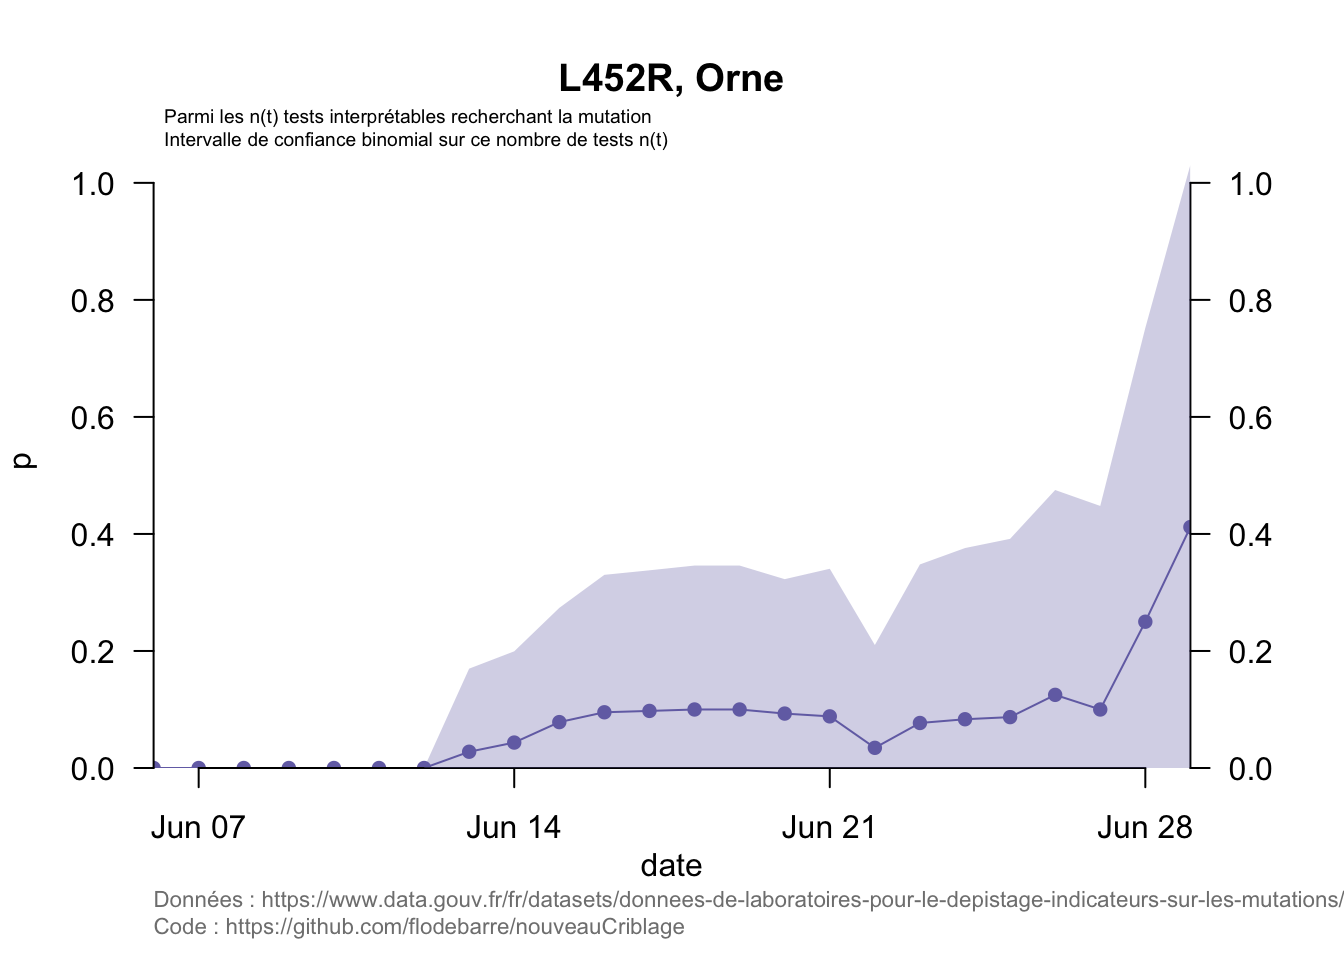 L452R, Orne
Parmi les n(t) tests interprétables recherchant la mutation
Intervalle de confiance binomial sur ce nombre de tests n(t)
1.0 1.0
0.8 0.8
0.6 0.6
p
0.4 0.4
0.2 0.2
0.0 0.0
Jun 07 Jun 14 Jun 21 Jun 28
date
Données : https://www.data.gouv.fr/fr/datasets/donnees-de-laboratoires-pour-le-depistage-indicateurs-sur-les-mutations/
Code : https://github.com/flodebarre/nouveauCriblage